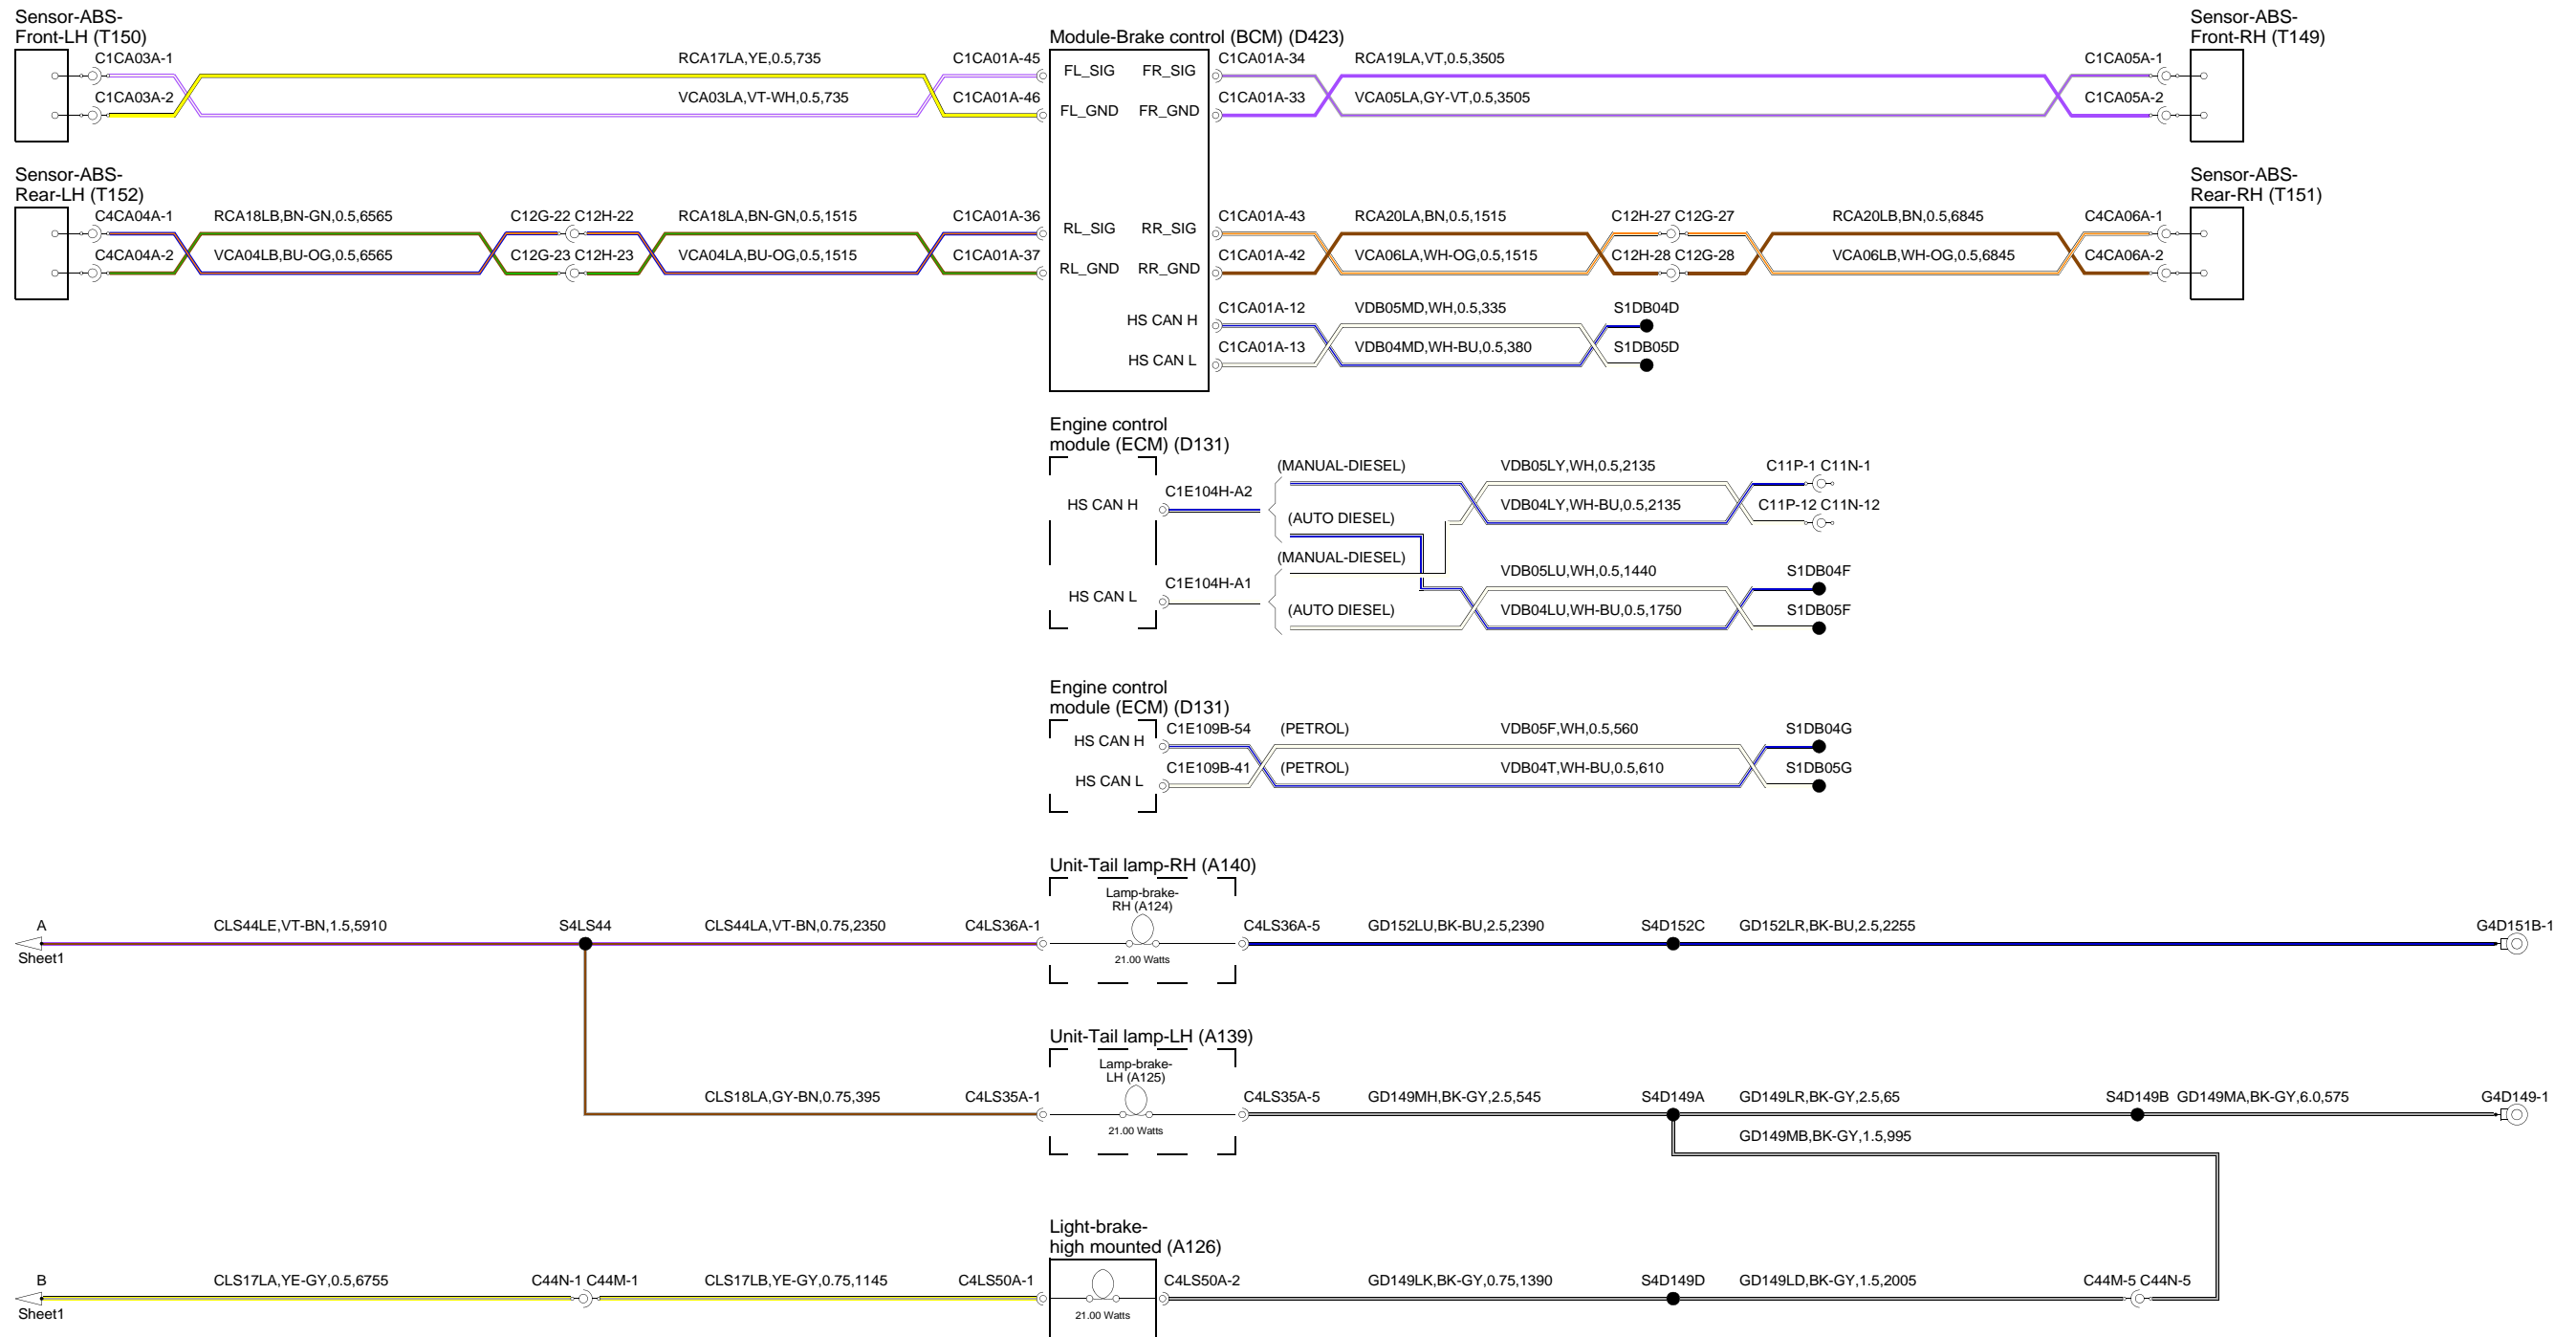 Sensor-ABS-
Front-LH (T150)
C1CA03A-1
RCA17LA,YE,0.5,735
C1CA01A-45
C1CA03A-2
VCA03LA,VT-WH,0.5,735
C1CA01A-46
Module-Brake control (BCM) (D423)
FL_SIG FR_SIG
FL_GND FR_GND
C1CA01A-34
RCA19LA,VT,0.5,3505
C1CA05A-1
C1CA01A-33
VCA05LA,GY-VT,0.5,3505
C1CA05A-2
Sensor-ABS-
Front-RH (T149)
Sensor-ABS-
Rear-LH (T152)
C4CA04A-1
RCA18LB,BN-GN,0.5,6565
C12G-22 C12H-22
RCA18LA,BN-GN,0.5,1515
C1CA01A-36
C4CA04A-2
VCA04LB,BU-OG,0.5,6565
C12G-23 C12H-23
VCA04LA,BU-OG,0.5,1515
C1CA01A-37
RL_SIG RR_SIG
RL_GND RR_GND
C1CA01A-43
RCA20LA,BN,0.5,1515
C12H-27 C12G-27
RCA20LB,BN,0.5,6845
C4CA06A-1
C1CA01A-42
VCA06LA,WH-OG,0.5,1515
C12H-28 C12G-28
VCA06LB,WH-OG,0.5,6845
C4CA06A-2
Sensor-ABS-
Rear-RH (T151)
HS CAN H
C1CA01A-12
VDB05MD,WH,0.5,335
S1DB04D
HS CAN L
C1CA01A-13
VDB04MD,WH-BU,0.5,380
S1DB05D
Engine control
module (ECM) (D131)
HS CAN H
C1E104H-A2
(MANUAL-DIESEL)
VDB05LY,WH,0.5,2135
C11P-1 C11N-1
VDB04LY,WH-BU,0.5,2135
C11P-12 C11N-12
(AUTO DIESEL)
(MANUAL-DIESEL)
HS CAN L
C1E104H-A1
VDB05LU,WH,0.5,1440
S1DB04F
(AUTO DIESEL)
VDB04LU,WH-BU,0.5,1750
S1DB05F
Engine control
module (ECM) (D131)
HS CAN H
C1E109B-54
(PETROL)
VDB05F,WH,0.5,560
S1DB04G
HS CAN L
C1E109B-41
(PETROL)
VDB04T,WH-BU,0.5,610
S1DB05G
Unit-Tail lamp-RH (A140)
Lamp-brake-
RH (A124)
21.00 Watts
A
Sheet1
CLS44LE,VT-BN,1.5,5910
S4LS44
CLS44LA,VT-BN,0.75,2350
C4LS36A-1
C4LS36A-5
GD152LU,BK-BU,2.5,2390
S4D152C
GD152LR,BK-BU,2.5,2255
G4D151B-1
Unit-Tail lamp-LH (A139)
Lamp-brake-
LH (A125)
21.00 Watts
CLS18LA,GY-BN,0.75,395
C4LS35A-1
C4LS35A-5
GD149MH,BK-GY,2.5,545
S4D149A
GD149LR,BK-GY,2.5,65
S4D149B
GD149MA,BK-GY,6.0,575
G4D149-1
GD149MB,BK-GY,1.5,995
Light-brake-
high mounted (A126)
21.00 Watts
B
Sheet1
CLS17LA,YE-GY,0.5,6755
C44N-1 C44M-1
CLS17LB,YE-GY,0.75,1145
C4LS50A-1
C4LS50A-2
GD149LK,BK-GY,0.75,1390
S4D149D
GD149LD,BK-GY,1.5,2005
C44M-5 C44N-5